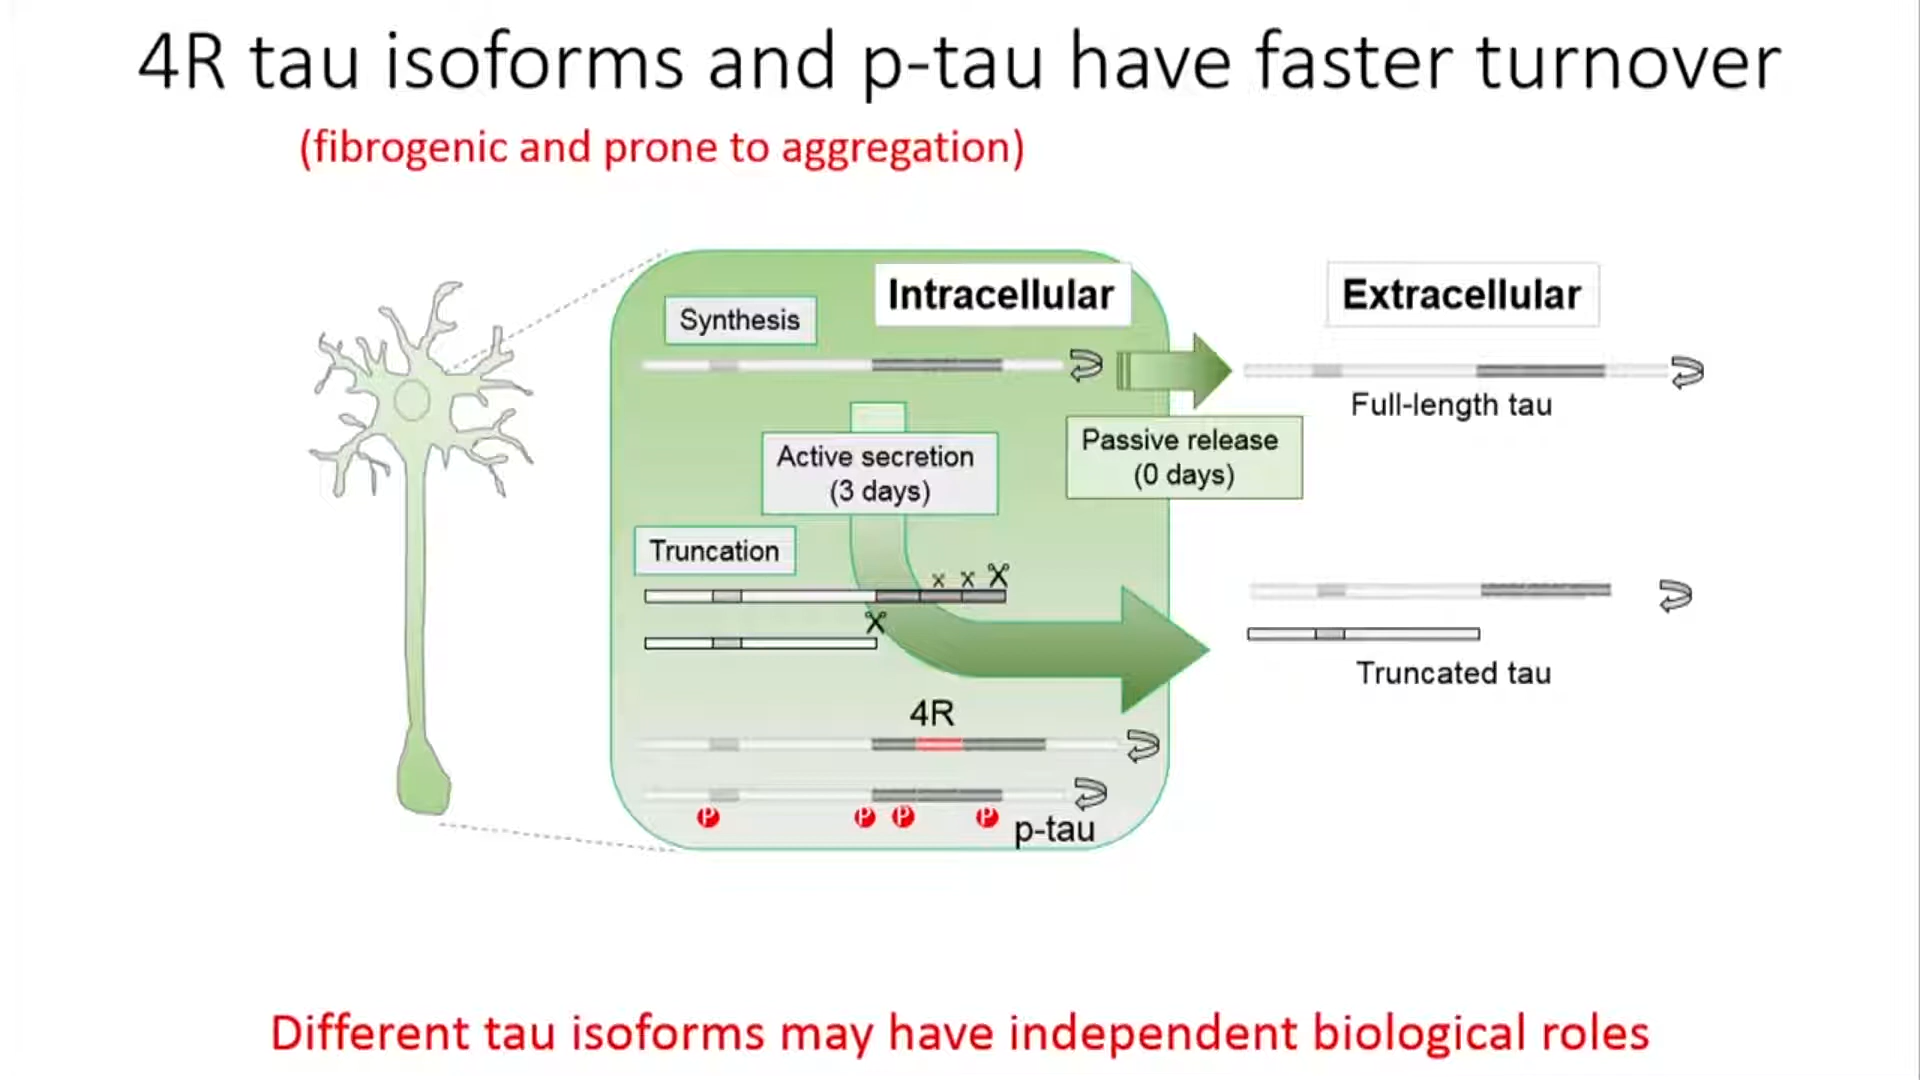 4R tau isoforms and p-tau have faster turnover
(fibrogenic and prone to aggregation)
Intracellular
Extracellular
Synthesis
Full-length tau
Active secretion
(3 days)
Passive release
(0 days)
Truncation
Truncated tau
4R
P P P P
p-tau
Different tau isoforms may have independent biological roles